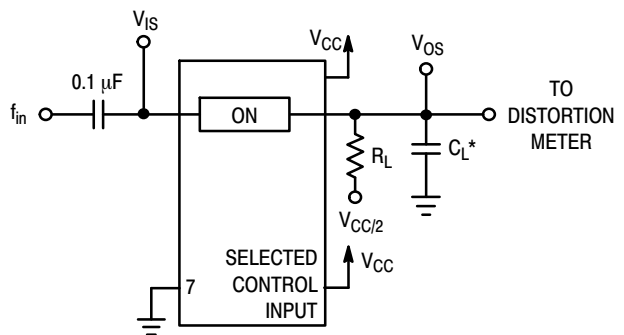 V_IS
V_CC
V_OS
0.1 μF
f_in
ON
TO
DISTORTION
METER
R_L
C_L*
V_CC/2
SELECTED
CONTROL
INPUT
V_CC
7